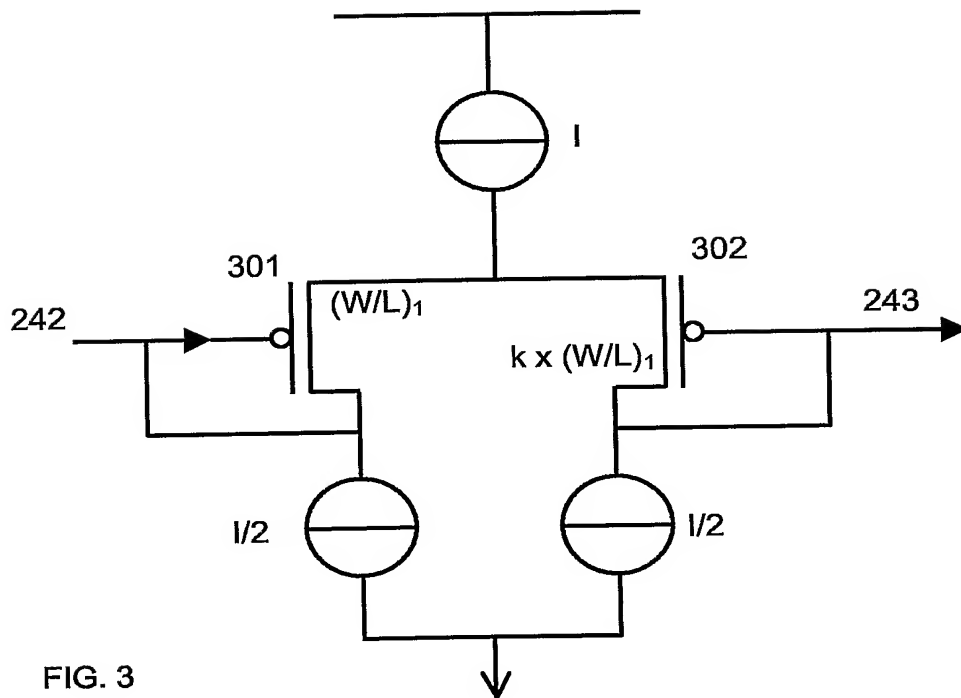 I
301
302
(W/L)₁
242
243
k x (W/L)₁
I/2
I/2
FIG. 3